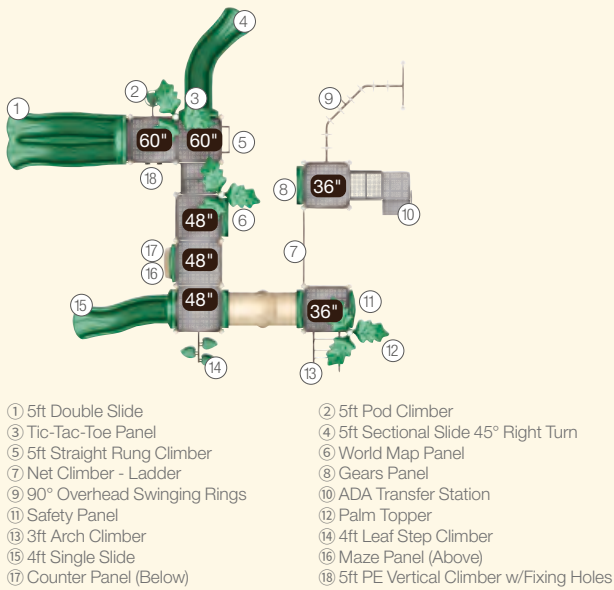 4
1
2
3
9
60"
60"
5
18
8
36"
10
48"
6
17
16
48"
7
15
48"
36"
11
12
14
13
① 5ft Double Slide
② 5ft Pod Climber
③ Tic-Tac-Toe Panel
④ 5ft Sectional Slide 45° Right Turn
⑤ 5ft Straight Rung Climber
⑥ World Map Panel
⑦ Net Climber - Ladder
⑧ Gears Panel
⑨ 90° Overhead Swinging Rings
⑩ ADA Transfer Station
⑪ Safety Panel
⑫ Palm Topper
⑬ 3ft Arch Climber
⑭ 4ft Leaf Step Climber
⑮ 4ft Single Slide
⑯ Maze Panel (Above)
⑰ Counter Panel (Below)
⑱ 5ft PE Vertical Climber w/Fixing Holes